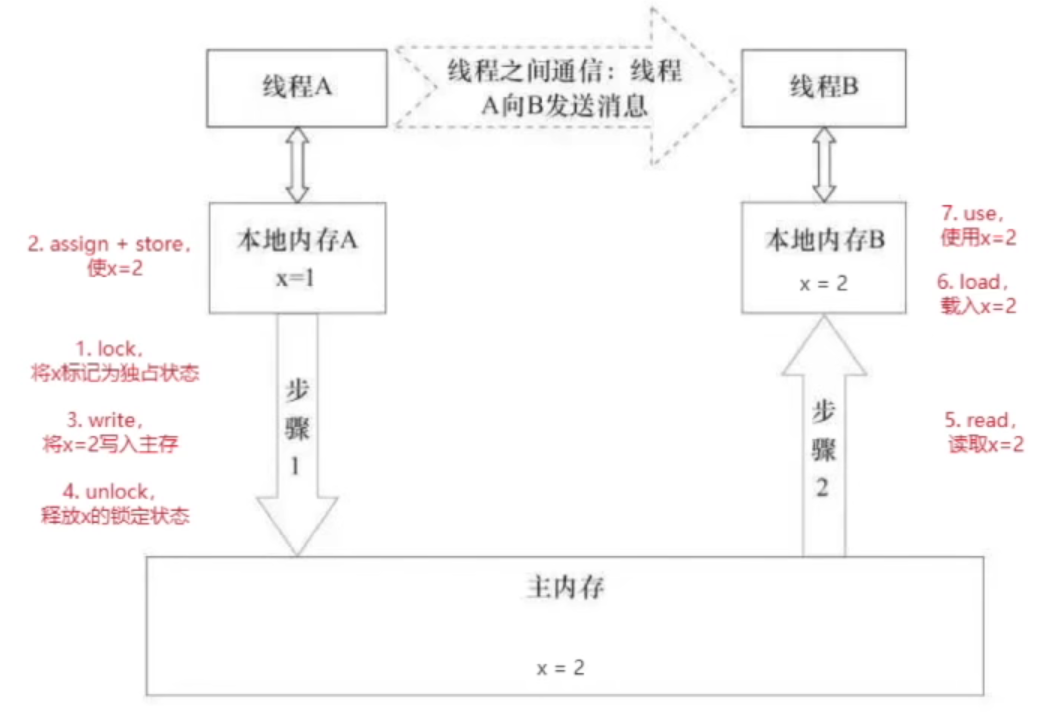 线程A
线程之间通信：线程
A向B发送消息
线程B
本地内存A
x=1
本地内存B
x = 2
2. assign + store，
使x=2
7. use，
使用x=2
6. load，
载入x=2
1. lock，
将x标记为独占状态
3. write，
将x=2写入主存
4. unlock，
释放x的锁定状态
步
骤
1
步
骤
2
5. read，
读取x=2
主内存
x = 2